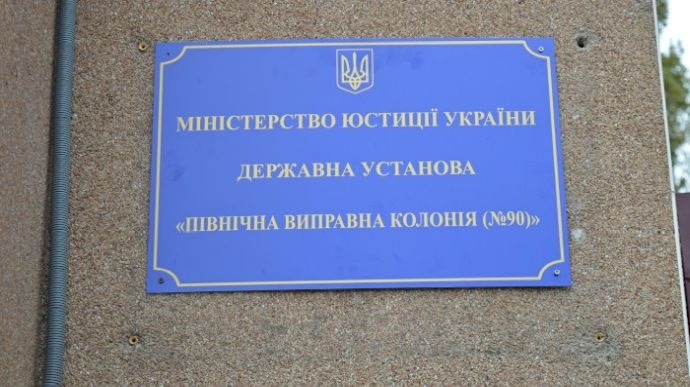 МІНІСТЕРСТВО ЮСТИЦІЇ УКРАЇНИ
ДЕРЖАВНА УСТАНОВА
«ПІВНІЧНА ВИПРАВНА КОЛОНІЯ (№90)»